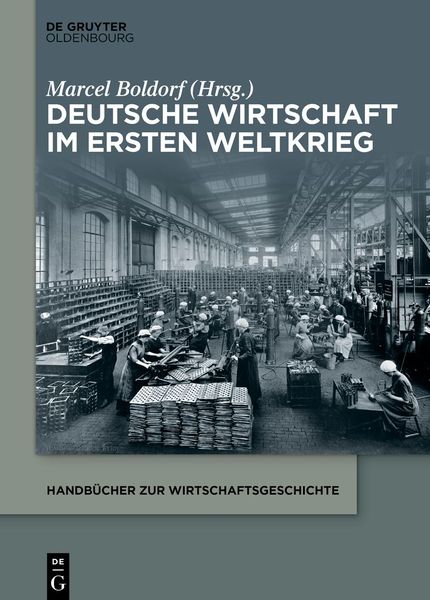 DE GRUYTER
OLDENBOURG
Marcel Boldorf (Hrsg.)
DEUTSCHE WIRTSCHAFT
IM ERSTEN WELTKRIEG
HANDBÜCHER ZUR WIRTSCHAFTSGESCHICHTE
DE
G